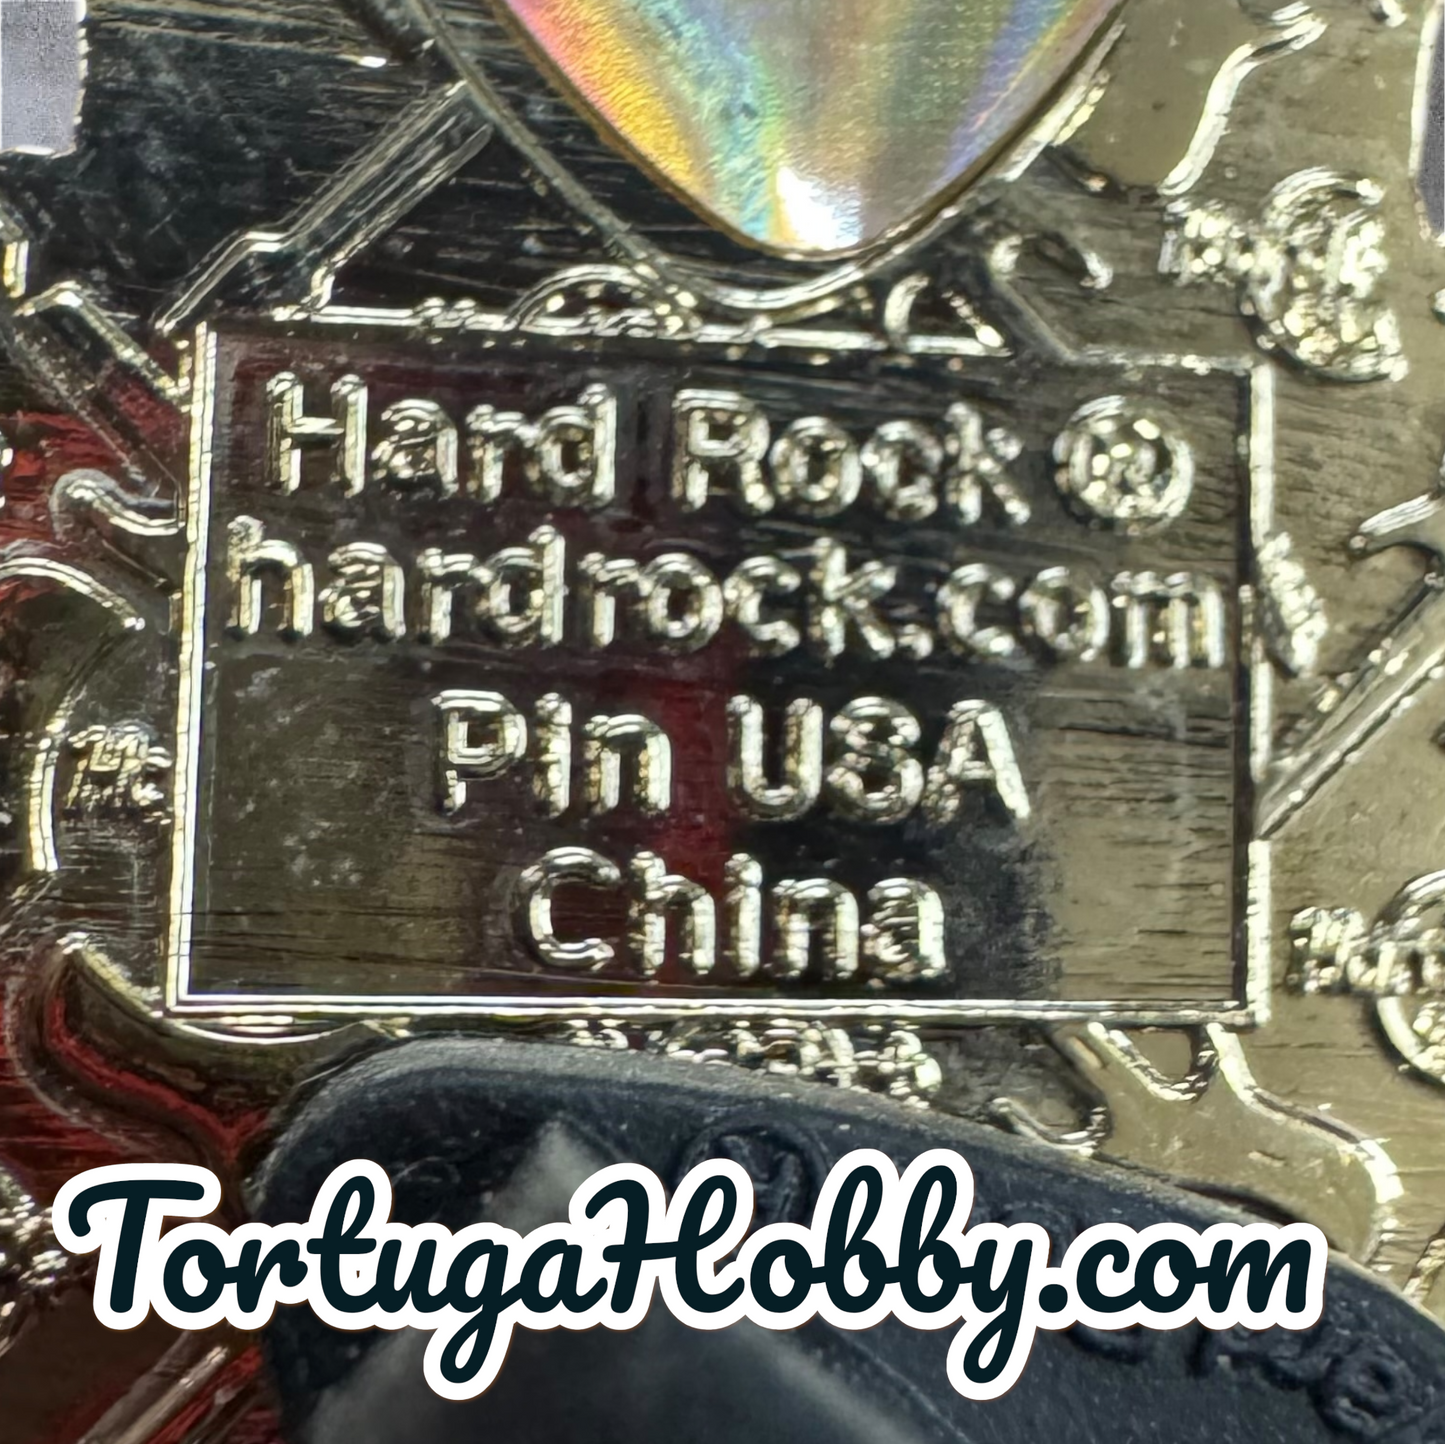 Hard Rock ®
hardrock.com
Pin USA
China
TortugaHobby.com